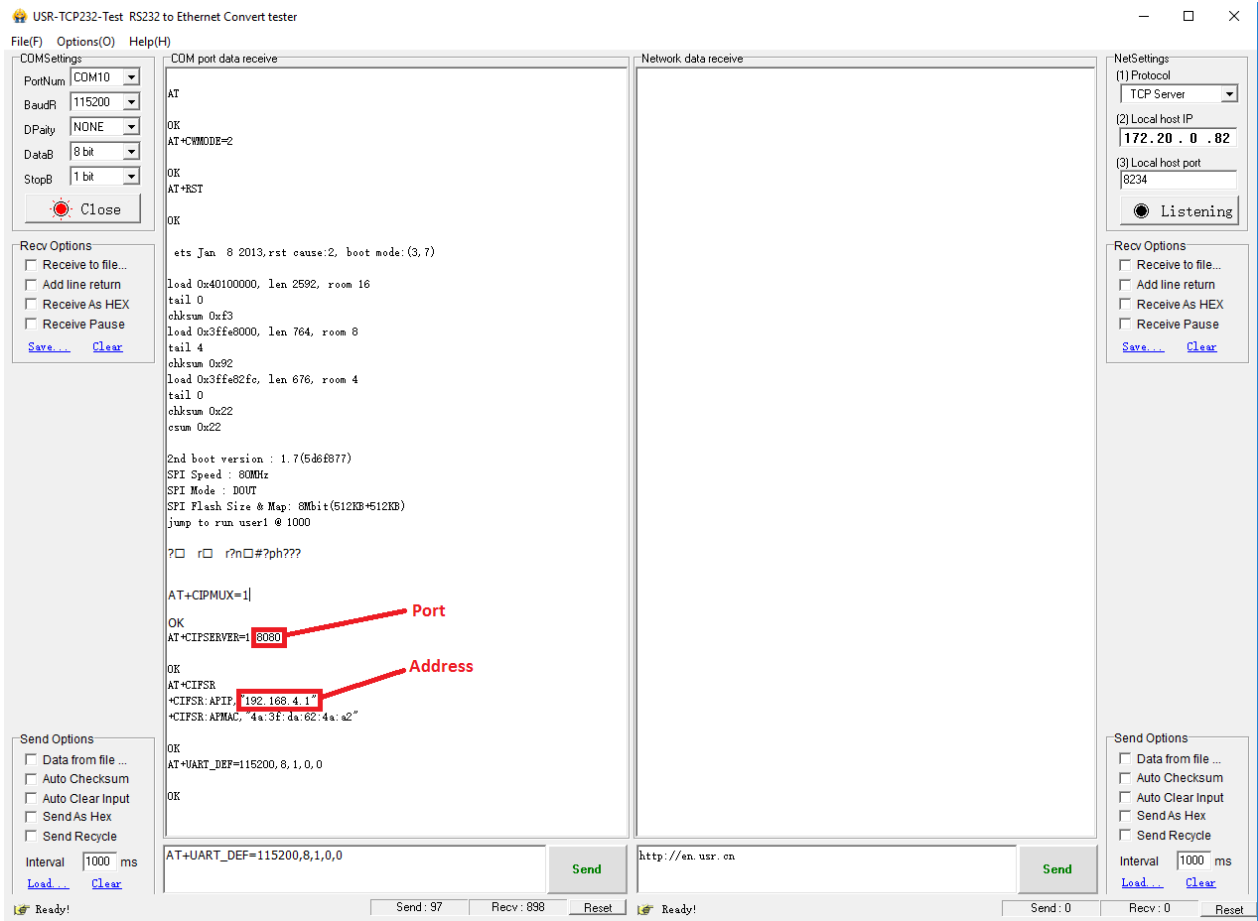 USR-TCP232-Test RS232 to Ethernet Convert tester
File(F) Options(O) Help(H)
COMSettings
PortNum COM10
BaudR 115200
DPaity NONE
DataB 8 bit
StopB 1 bit
Close
Recv Options
Receive to file...
Add line return
Receive As HEX
Receive Pause
Save... Clear
Send Options
Data from file ...
Auto Checksum
Auto Clear Input
Send As Hex
Send Recycle
Interval 1000 ms
Load... Clear
COM port data receive
AT
OK
AT+CWMODE=2
OK
AT+RST
OK
ets Jan 8 2013,rst cause:2, boot mode:(3,7)
load 0x40100000, len 2592, room 16
tail 0
chksum 0xf3
load 0x3ffe8000, len 764, room 8
tail 4
chksum 0x92
load 0x3ffe82fc, len 676, room 4
tail 0
chksum 0x22
csum 0x22
2nd boot version : 1.7(5d6f877)
SPI Speed : 80MHz
SPI Mode : DOUT
SPI Flash Size & Map: 8Mbit(512KB+512KB)
jump to run user1 @ 1000
?□ r□ r?n□#?ph???
AT+CIPMUX=1
OK
AT+CIPSERVER=1 8080
Port
OK
AT+CIFSR
+CIFSR:APIP,"192.168.4.1"
Address
+CIFSR:APMAC,"4a:3f:da:62:4a:a2"
OK
AT+UART_DEF=115200,8,1,0,0
OK
AT+UART_DEF=115200,8,1,0,0
Send
Network data receive
http://en.usr.cn
Send
NetSettings
(1) Protocol
TCP Server
(2) Local host IP
172.20 . 0 .82
(3) Local host port
8234
Listening
Recv Options
Receive to file...
Add line return
Receive As HEX
Receive Pause
Save... Clear
Send Options
Data from file ...
Auto Checksum
Auto Clear Input
Send As Hex
Send Recycle
Interval 1000 ms
Load... Clear
Ready! Send : 97 Recv : 898 Reset
Ready! Send : 0 Recv : 0 Reset